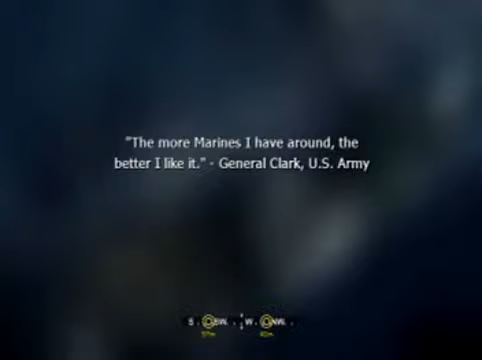 "The more Marines I have around, the
better I like it." - General Clark, U.S. Army